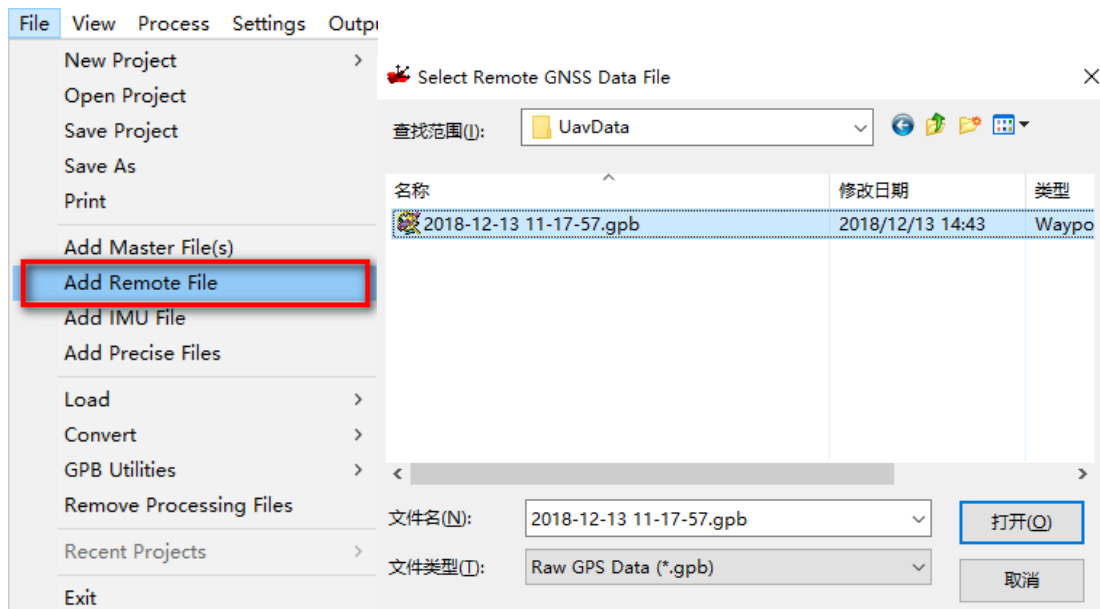 File View Process Settings Outpu
New Project
Open Project
Save Project
Save As
Print
Add Master File(s)
Add Remote File
Add IMU File
Add Precise Files
Load
Convert
GPB Utilities
Remove Processing Files
Recent Projects
Exit
Select Remote GNSS Data File
查找范围(I): UavData
名称 修改日期 类型
2018-12-13 11-17-57.gpb 2018/12/13 14:43 Waypo
文件名(N): 2018-12-13 11-17-57.gpb 打开(O)
文件类型(T): Raw GPS Data (*.gpb) 取消